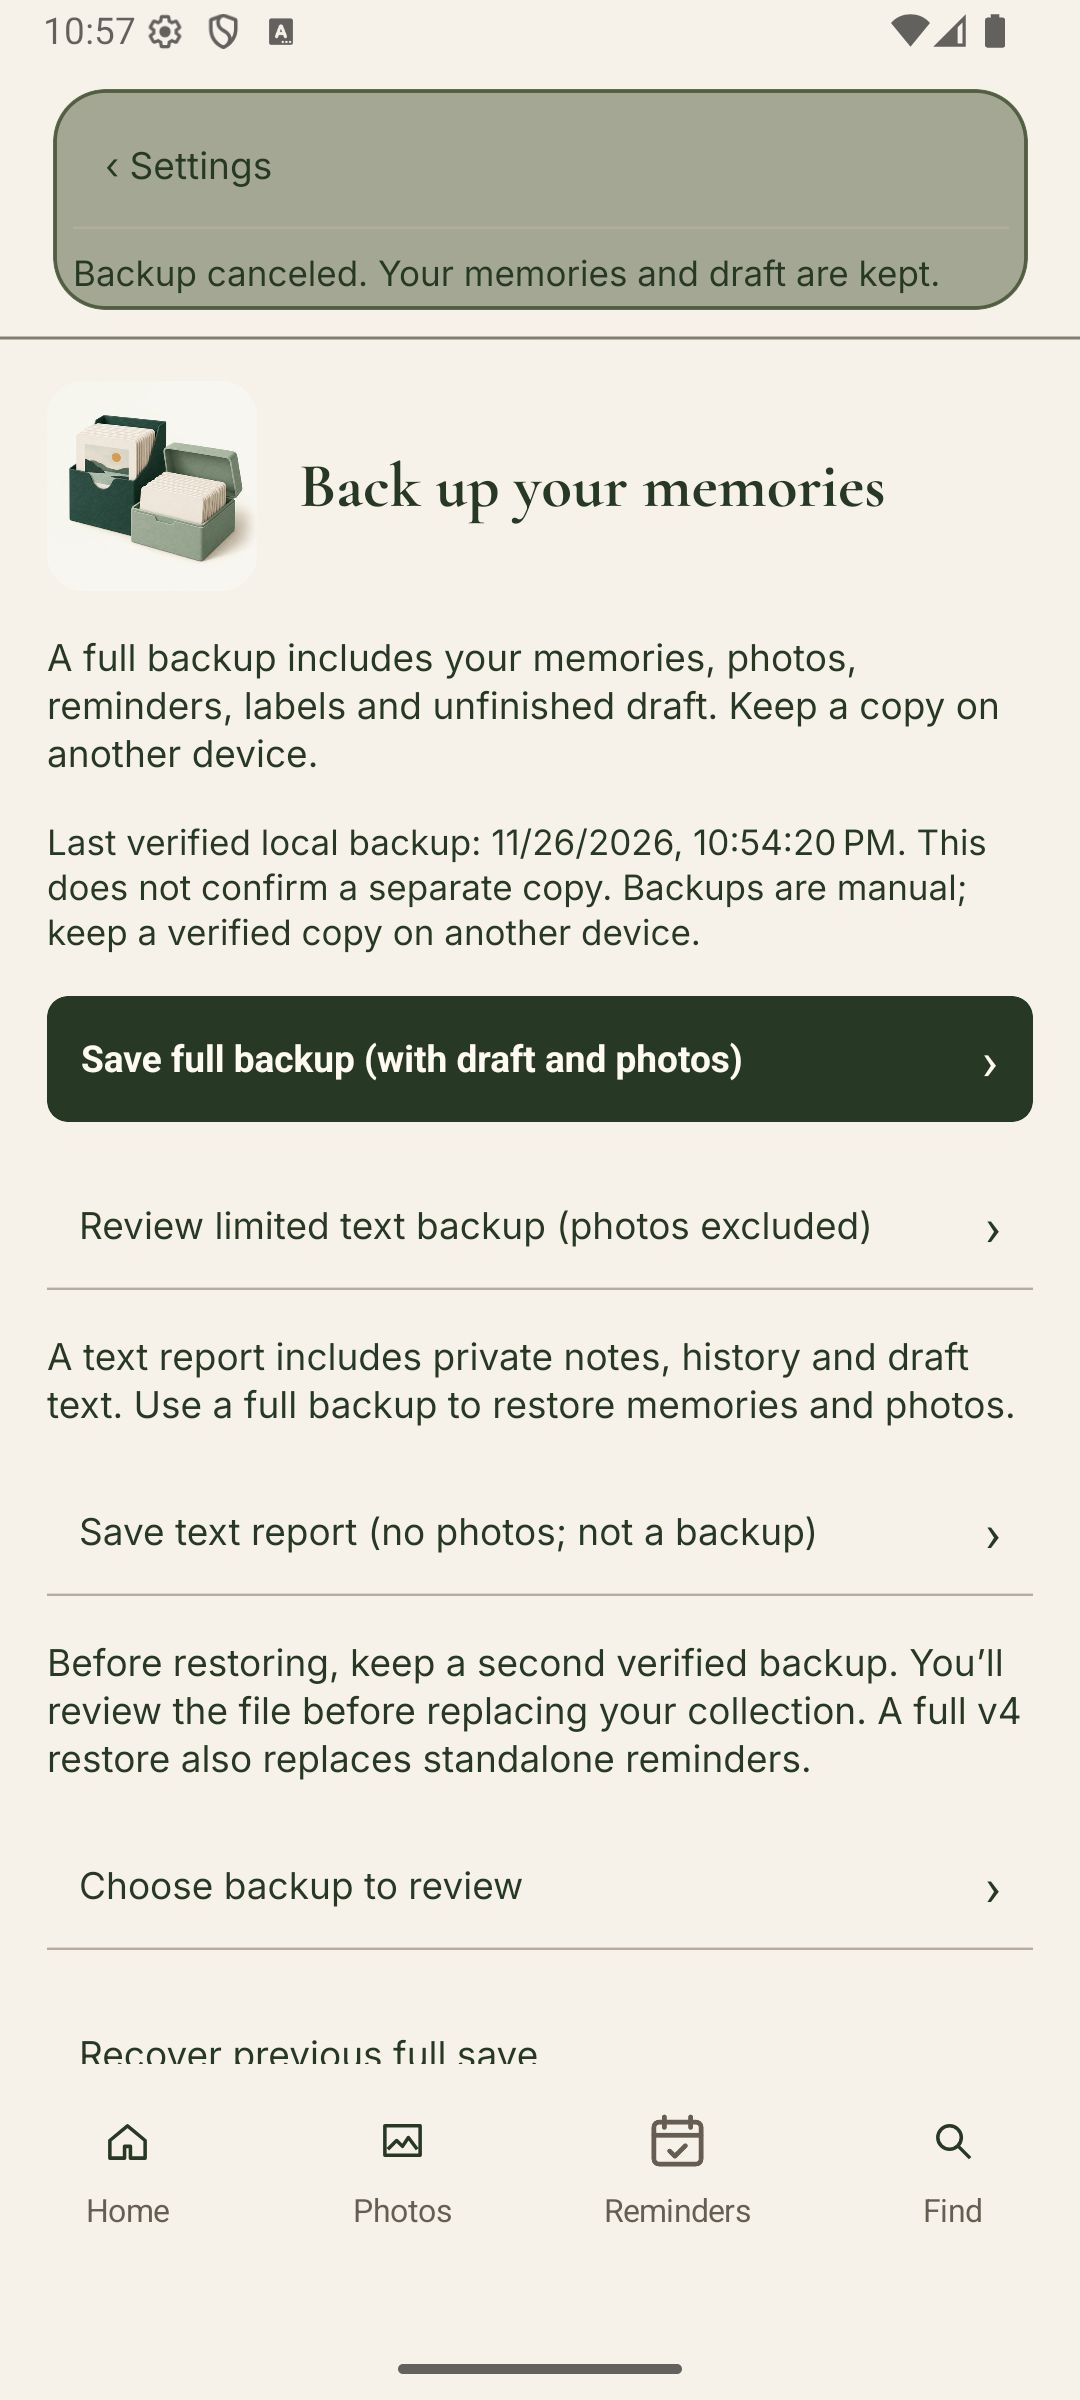 10:57
‹ Settings
Backup canceled. Your memories and draft are kept.
Back up your memories
A full backup includes your memories, photos,
reminders, labels and unfinished draft. Keep a copy on
another device.
Last verified local backup: 11/26/2026, 10:54:20 PM. This
does not confirm a separate copy. Backups are manual;
keep a verified copy on another device.
Save full backup (with draft and photos) ›
Review limited text backup (photos excluded) ›
A text report includes private notes, history and draft
text. Use a full backup to restore memories and photos.
Save text report (no photos; not a backup) ›
Before restoring, keep a second verified backup. You’ll
review the file before replacing your collection. A full v4
restore also replaces standalone reminders.
Choose backup to review ›
Recover previous full save
Home Photos Reminders Find